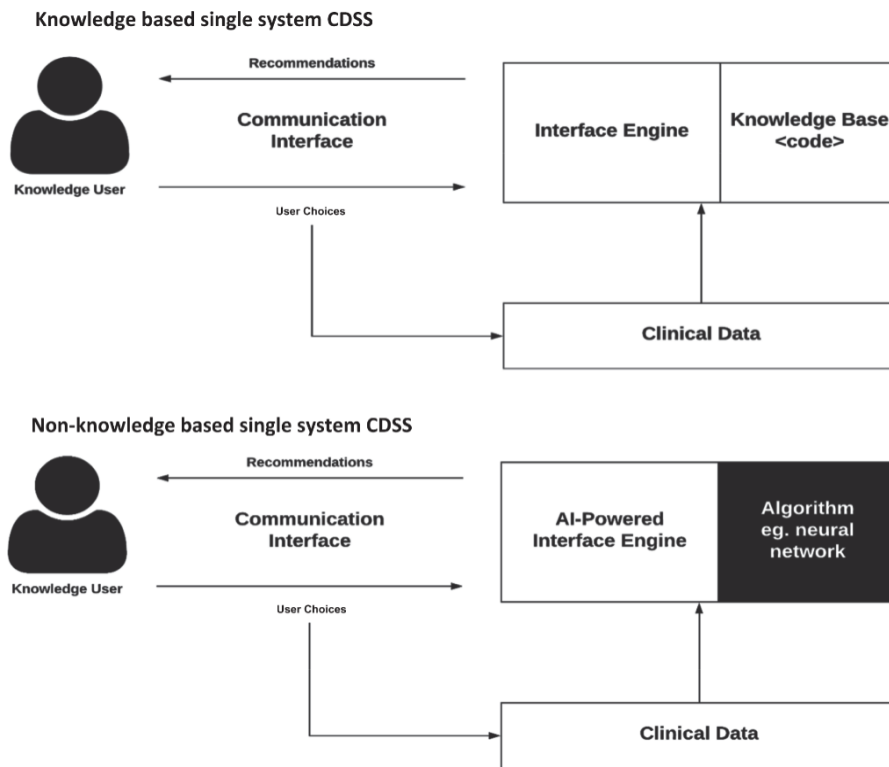 Knowledge based single system CDSS
Recommendations
Communication
Interface
Knowledge User
User Choices
Interface Engine
Knowledge Base
<code>
Clinical Data
Non-knowledge based single system CDSS
Recommendations
Communication
Interface
Knowledge User
User Choices
AI-Powered
Interface Engine
Algorithm
eg. neural
network
Clinical Data